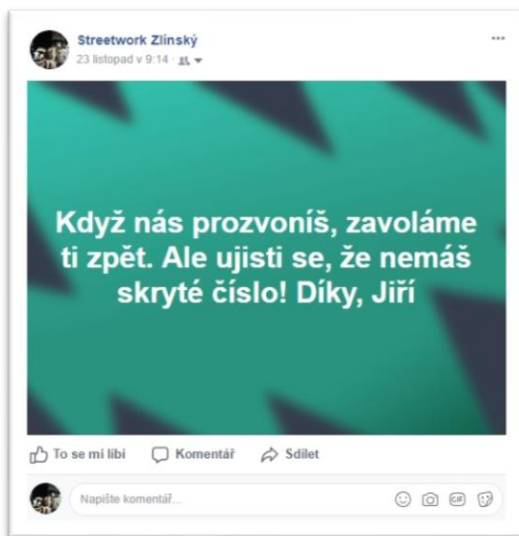 Streetwork Zlínský
23 listopad v 9:14
Když nás prozvoníš, zavoláme
ti zpět. Ale ujisti se, že nemáš
skryté číslo! Díky, Jiří
To se mi líbí Komentář Sdílet
Napište komentář...
GIF